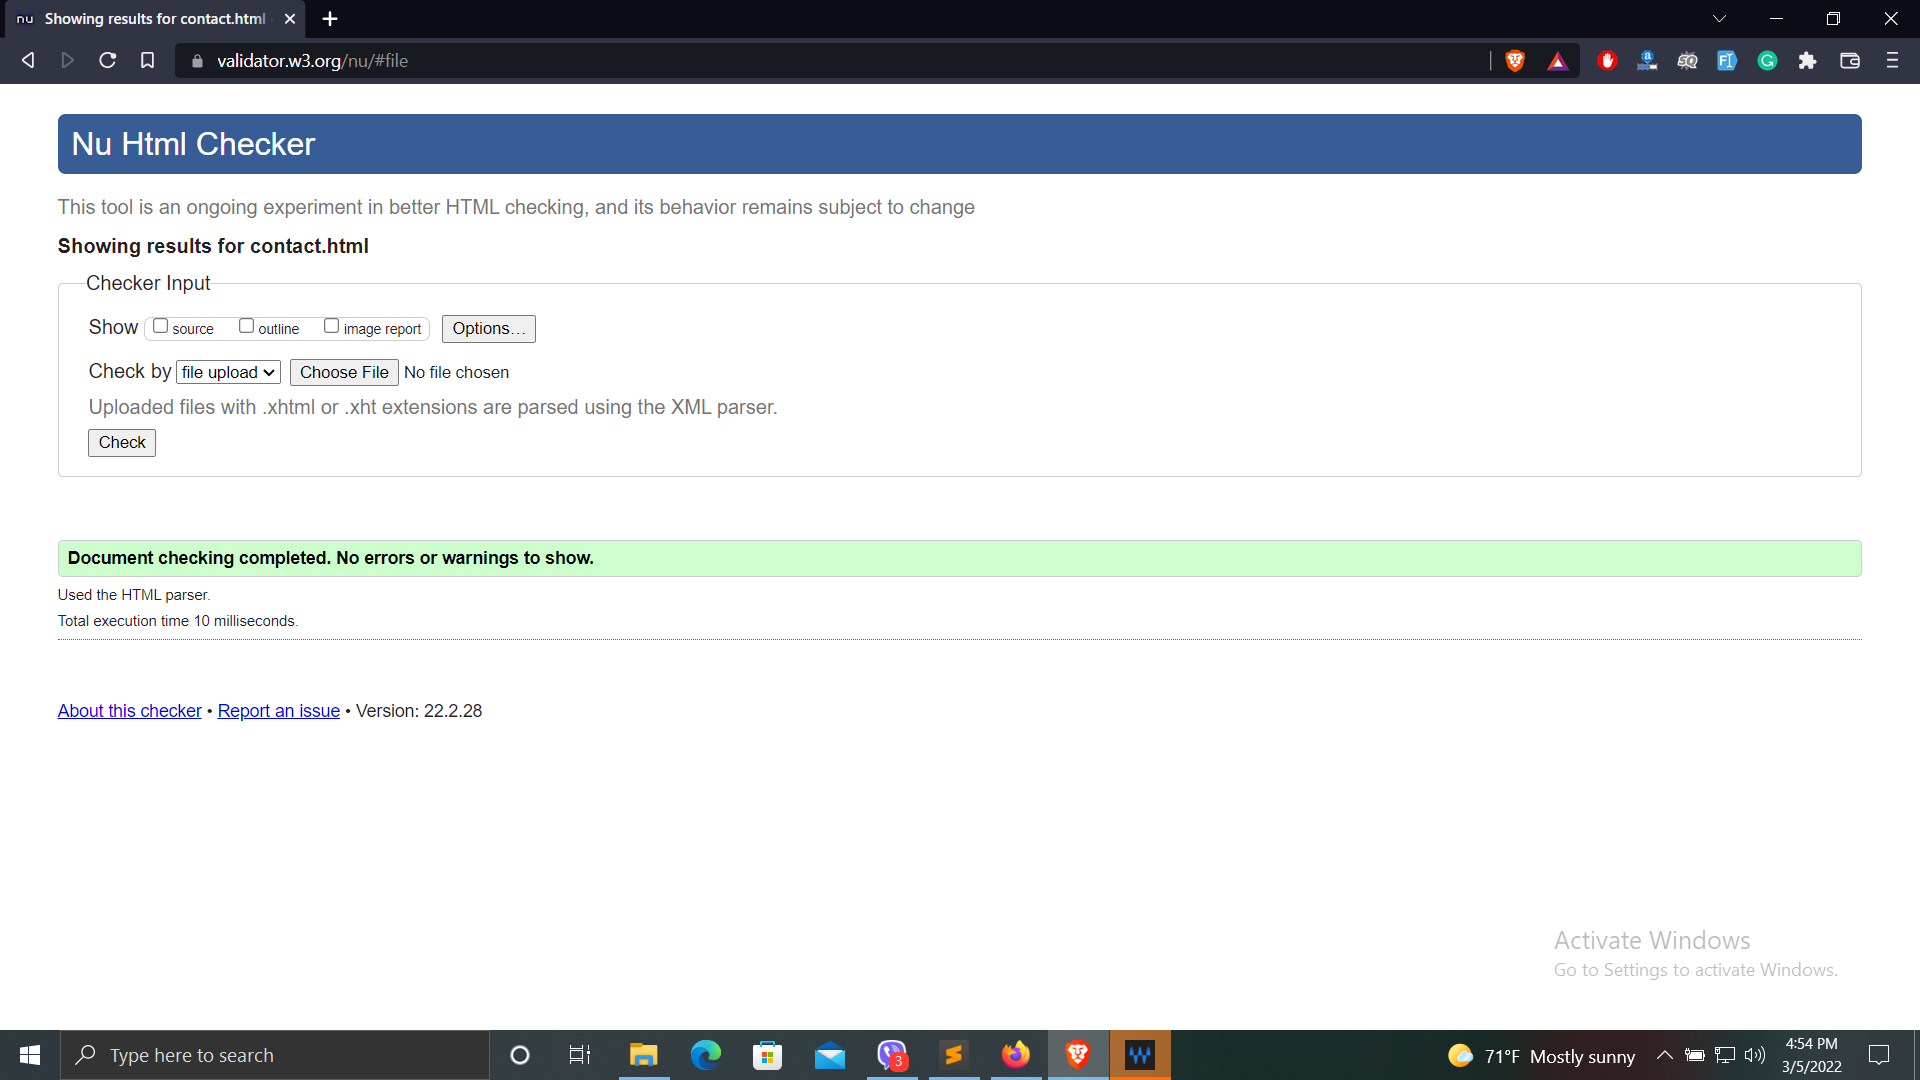 nu Showing results for contact.html
validator.w3.org/nu/#file
Nu Html Checker
This tool is an ongoing experiment in better HTML checking, and its behavior remains subject to change
Showing results for contact.html
Checker Input
Show source outline image report Options…
Check by file upload Choose File No file chosen
Uploaded files with .xhtml or .xht extensions are parsed using the XML parser.
Check
Document checking completed. No errors or warnings to show.
Used the HTML parser.
Total execution time 10 milliseconds.
About this checker • Report an issue • Version: 22.2.28
Activate Windows
Go to Settings to activate Windows.
Type here to search
3
71°F Mostly sunny
4:54 PM
3/5/2022